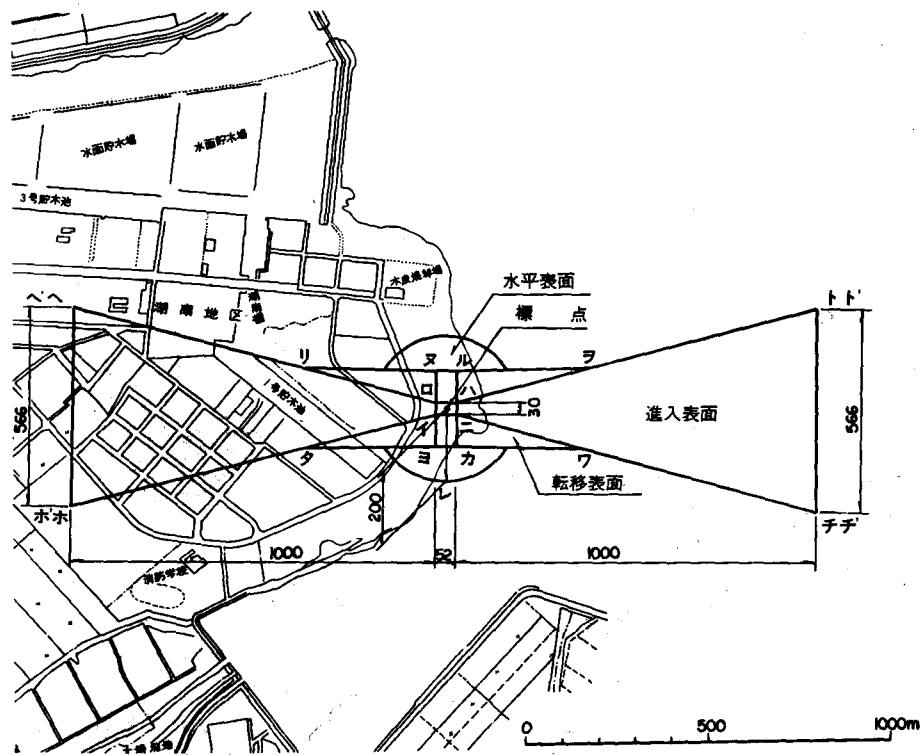 水面貯木場
水面貯木場
3号貯木池
木皮焼却場
水平表面
標　点
ヘ' ヘ
湖南地区
ト ト'
リ
ヌ
ル
ヲ
1号貯木池
ロ
ハ
30
566
進入表面
566
イ
ニ
タ
ヨ
カ
ワ
転移表面
レ
200
ホ' ホ
チ チ'
1000
52
1000
消防学校
0
500
1000m